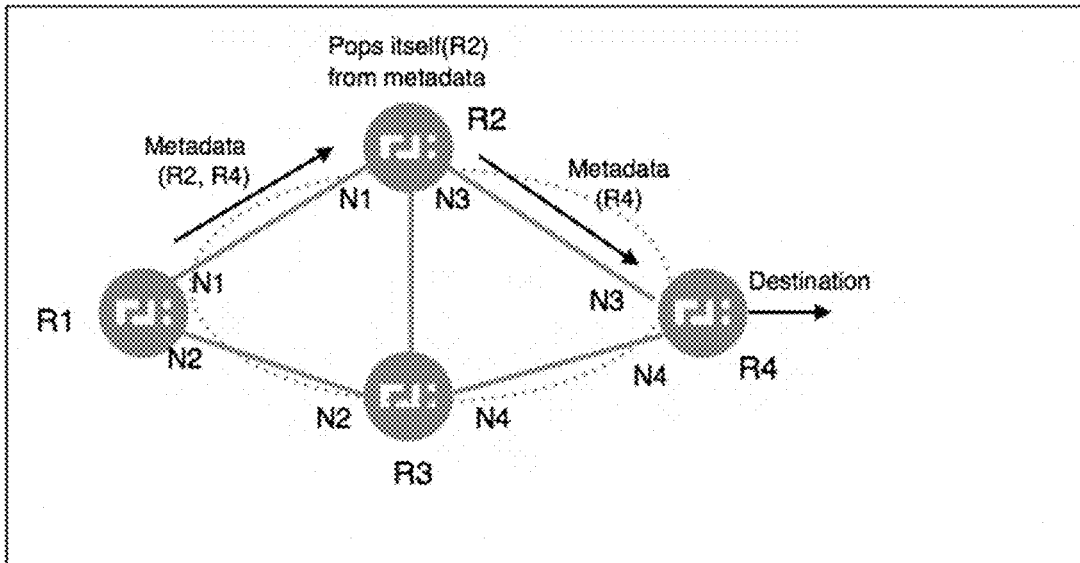 Pops itself(R2)
from metadata
R2
Metadata
(R2, R4)
Metadata
(R4)
N1
N3
N1
N3
Destination
R1
N2
N4
R4
N2
N4
R3